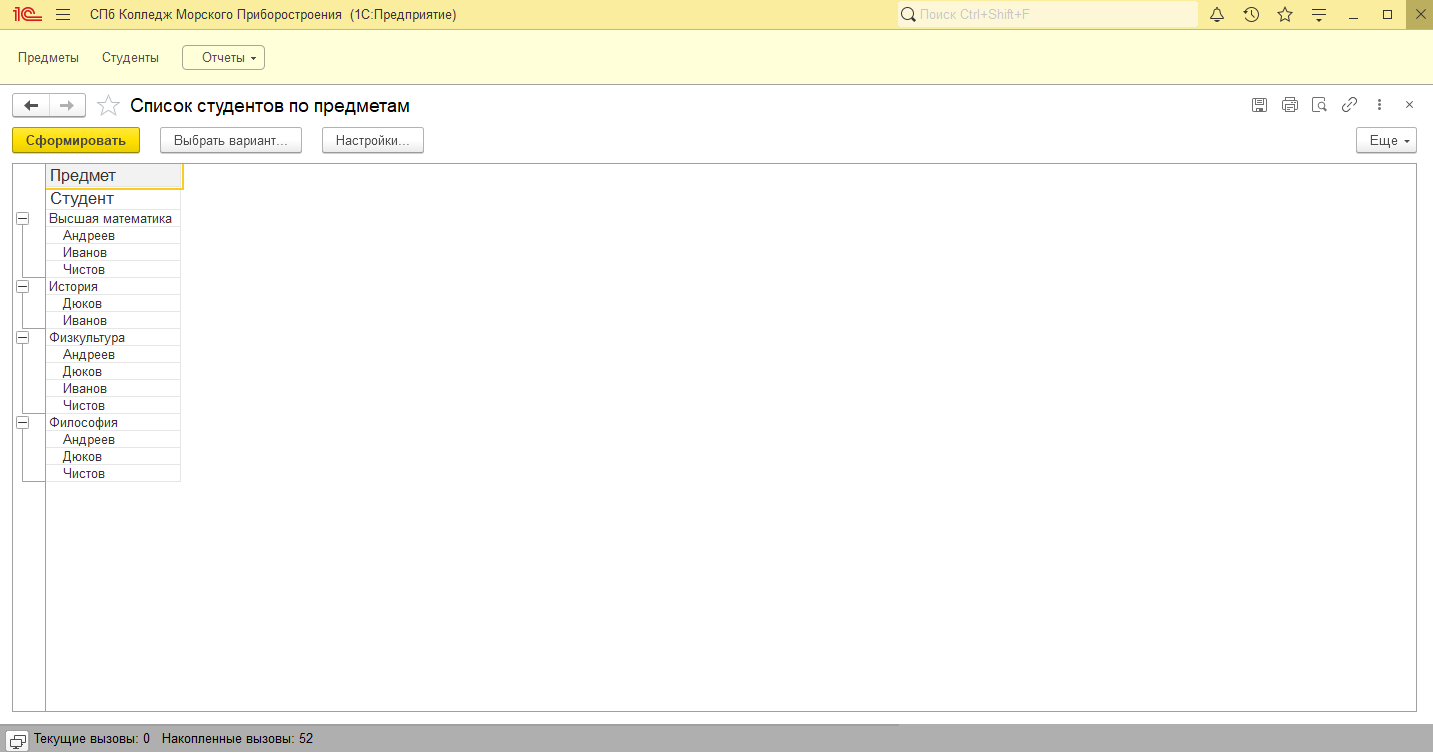 1С СПб Колледж Морского Приборостроения (1С:Предприятие) Поиск Ctrl+Shift+F
Предметы Студенты Отчеты
Список студентов по предметам
Сформировать Выбрать вариант... Настройки... Еще
Предмет
Студент
Высшая математика
Андреев
Иванов
Чистов
История
Дюков
Иванов
Физкультура
Андреев
Дюков
Иванов
Чистов
Философия
Андреев
Дюков
Чистов
Текущие вызовы: 0 Накопленные вызовы: 52